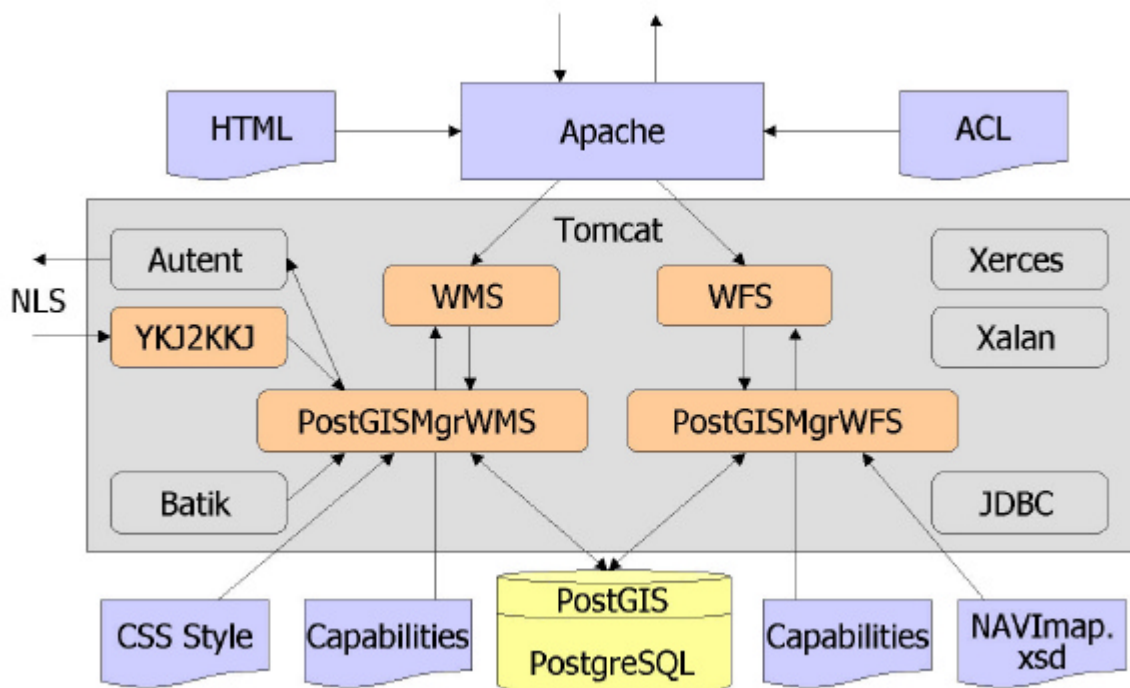 HTML
Apache
ACL
Tomcat
Autent
WMS
WFS
Xerces
NLS
YKJ2KKJ
Xalan
PostGISMgrWMS
PostGISMgrWFS
Batik
JDBC
CSS Style
Capabilities
PostGIS
PostgreSQL
Capabilities
NAVImap.
xsd